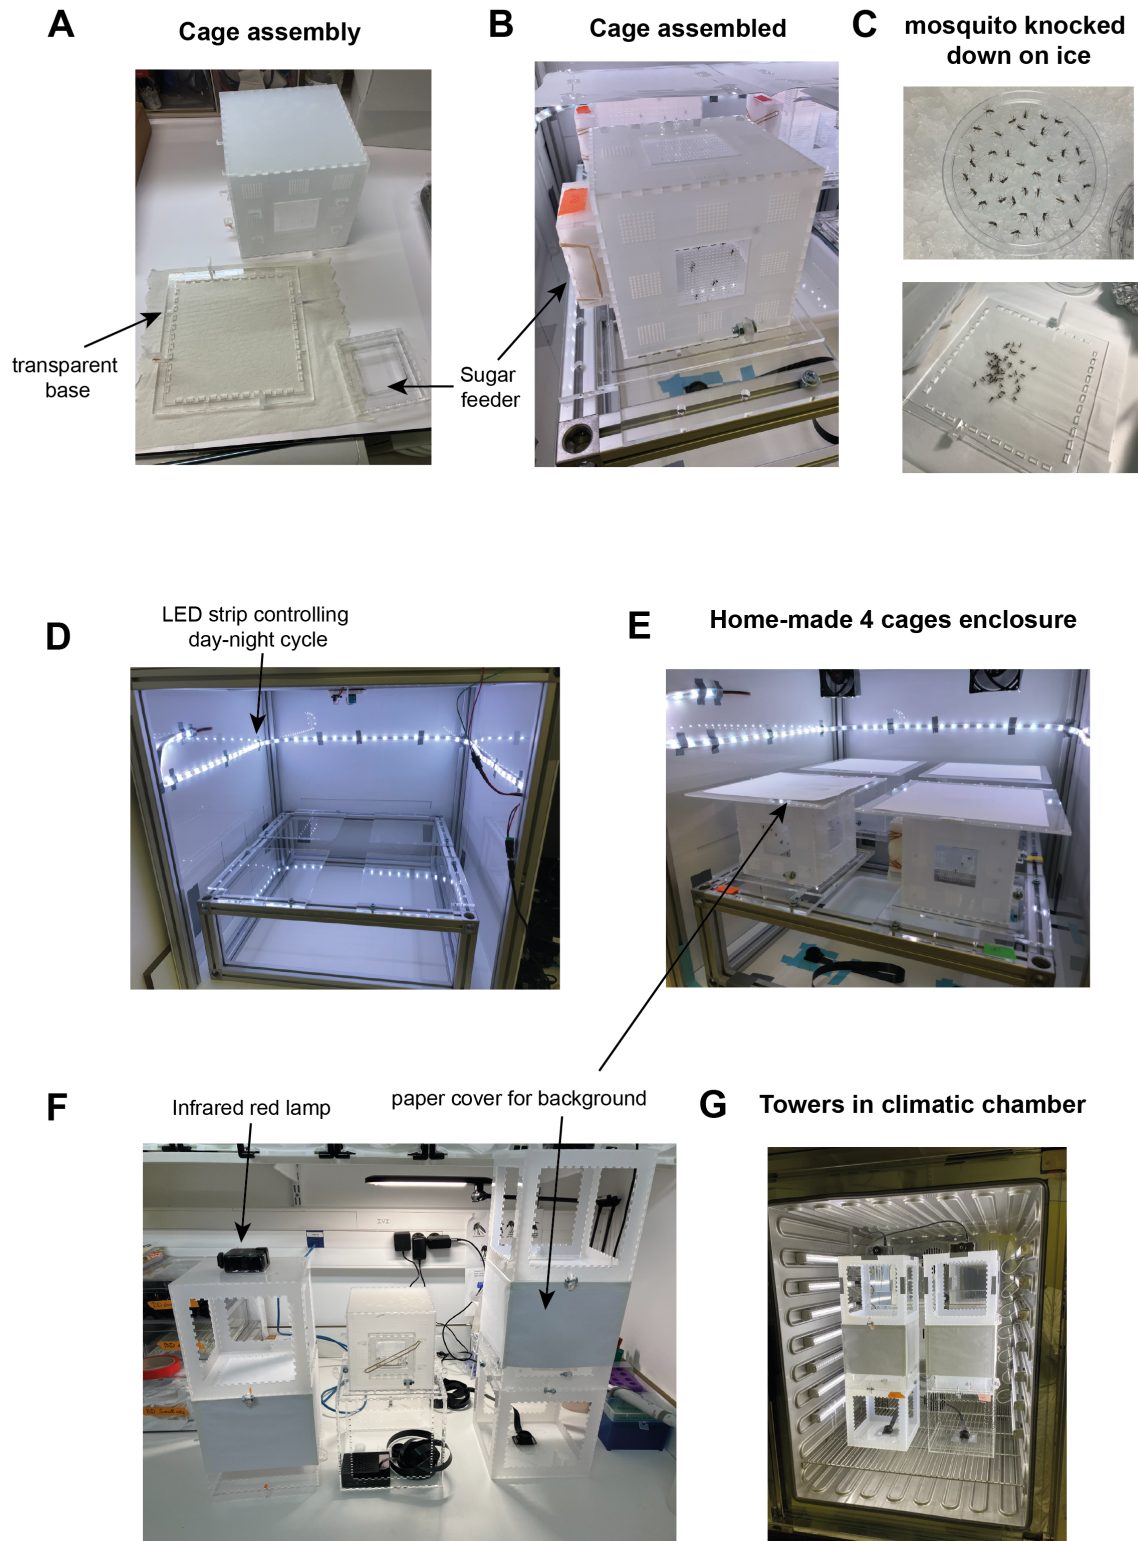 A
Cage assembly
B
Cage assembled
C
mosquito knocked
down on ice
transparent
base
Sugar
feeder
D
LED strip controlling
day-night cycle
E
Home-made 4 cages enclosure
F
Infrared red lamp
paper cover for background
G
Towers in climatic chamber